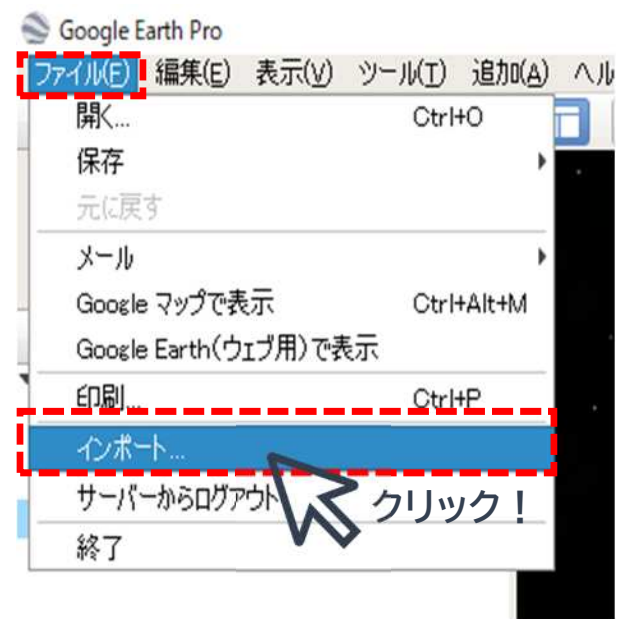 Google Earth Pro
ファイル(F) 編集(E) 表示(V) ツール(T) 追加(A) ヘル
開く... Ctrl+O
保存
元に戻す
メール
Google マップで表示 Ctrl+Alt+M
Google Earth(ウェブ用)で表示
印刷... Ctrl+P
インポート...
サーバーからログアウト
クリック！
終了